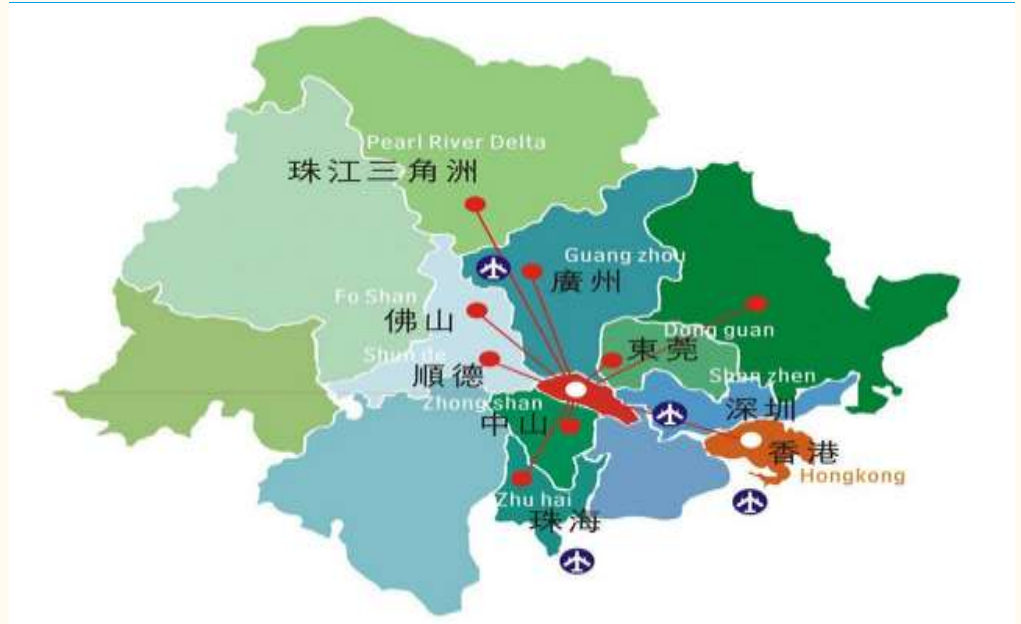 Pearl River Delta
珠江三角洲
Guang zhou
廣州
Fo Shan
佛山
Dong guan
東莞
Shun de
順德
Shen zhen
深圳
Zhong shan
中山
香港
Hongkong
Zhu hai
珠海